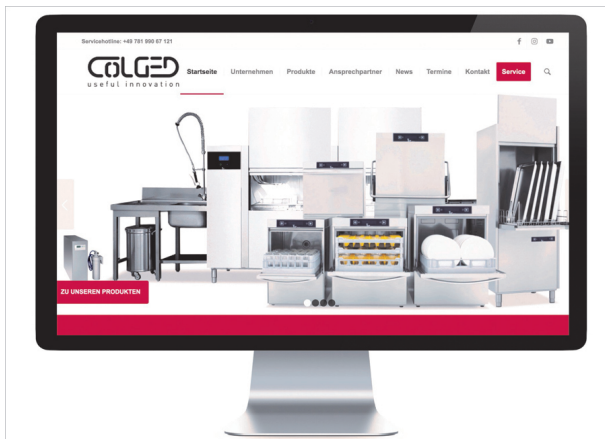 Servicehotline: +49 781 990 67 121
COLGED
useful innovation
Startseite Unternehmen Produkte Ansprechpartner News Termine Kontakt Service
ZU UNSEREN PRODUKTEN